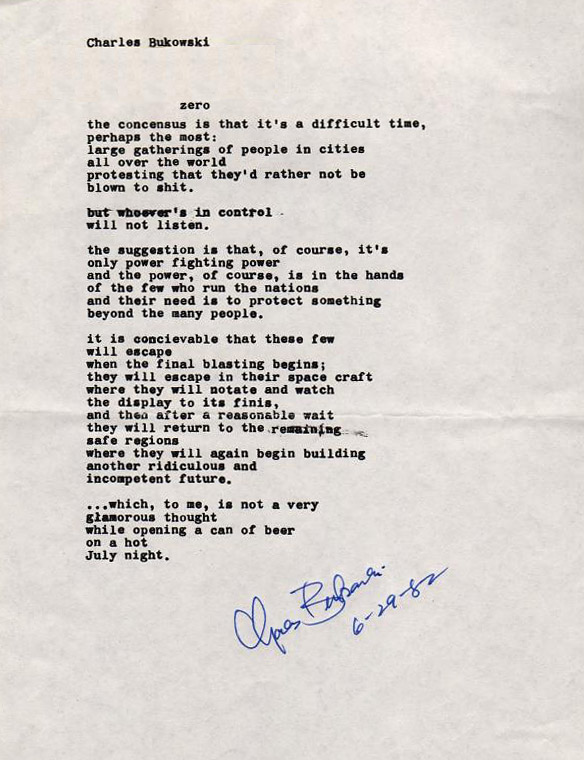 Charles Bukowski
zero
the concensus is that it's a difficult time,
perhaps the most:
large gatherings of people in cities
all over the world
protesting that they'd rather not be
blown to shit.
but whoever's in control
will not listen.
the suggestion is that, of course, it's
only power fighting power
and the power, of course, is in the hands
of the few who run the nations
and their need is to protect something
beyond the many people.
it is concievable that these few
will escape
when the final blasting begins;
they will escape in their space craft
where they will notate and watch
the display to its finis,
and then after a reasonable wait
they will return to the remaining
safe regions
where they will again begin building
another ridiculous and
incompetent future.
...which, to me, is not a very
glamorous thought
while opening a can of beer
on a hot
July night.
Charles Bukowski
6-29-82